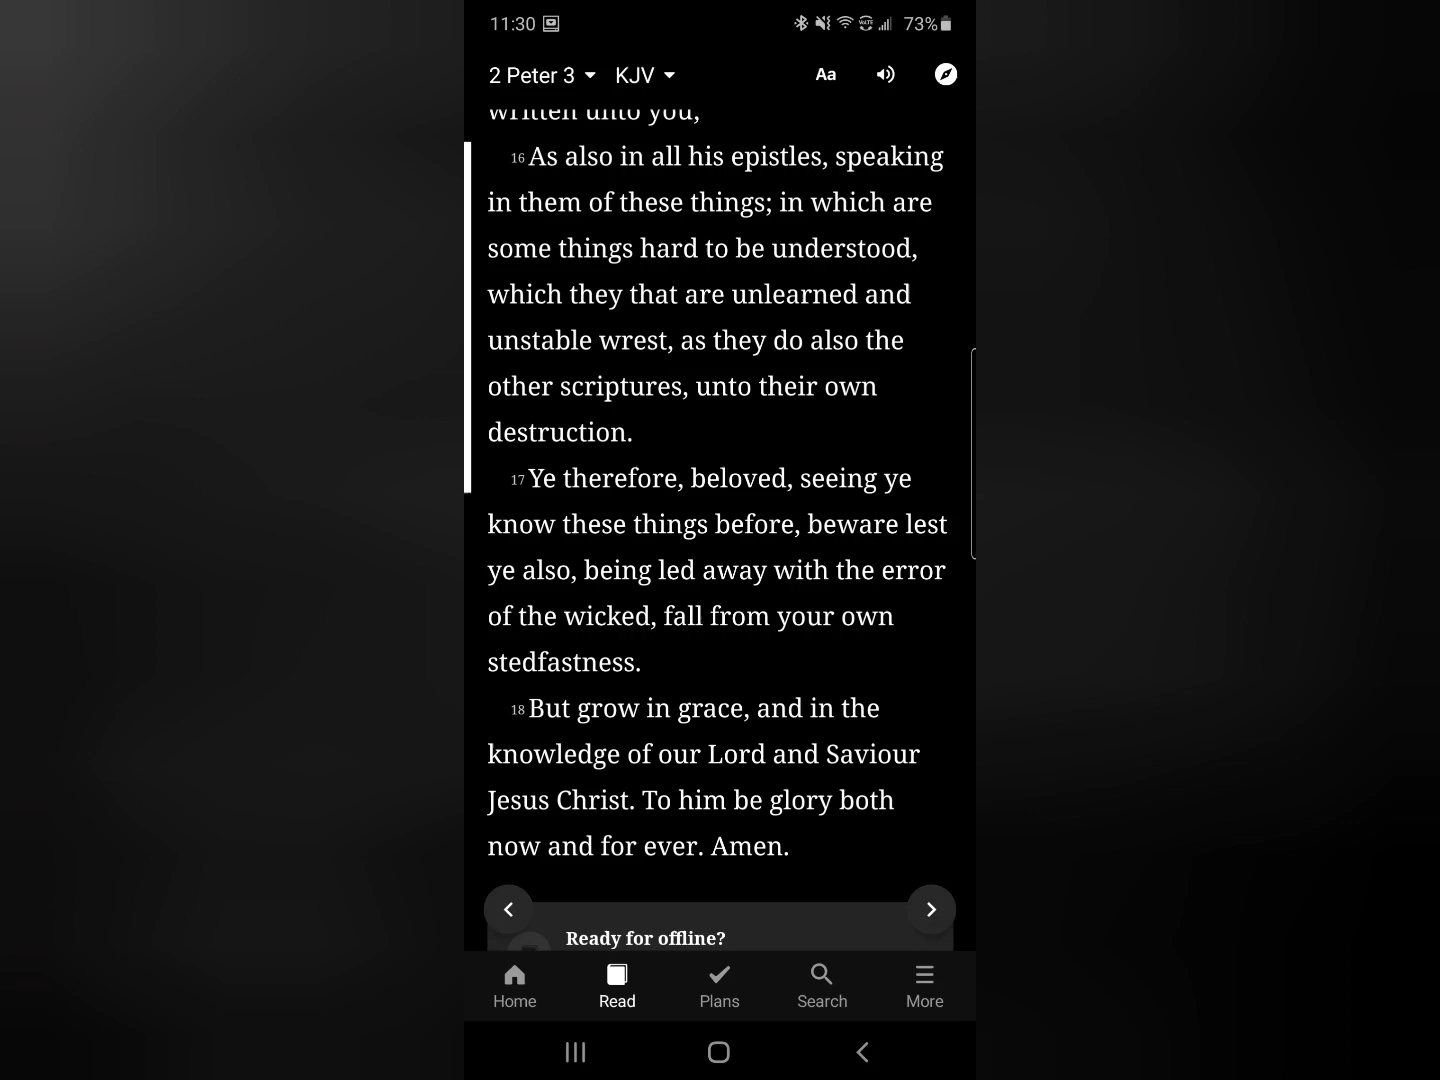 11:30 73%
2 Peter 3 KJV Aa
written unto you,
16 As also in all his epistles, speaking
in them of these things; in which are
some things hard to be understood,
which they that are unlearned and
unstable wrest, as they do also the
other scriptures, unto their own
destruction.
17 Ye therefore, beloved, seeing ye
know these things before, beware lest
ye also, being led away with the error
of the wicked, fall from your own
stedfastness.
18 But grow in grace, and in the
knowledge of our Lord and Saviour
Jesus Christ. To him be glory both
now and for ever. Amen.
Ready for offline?
Home Read Plans Search More